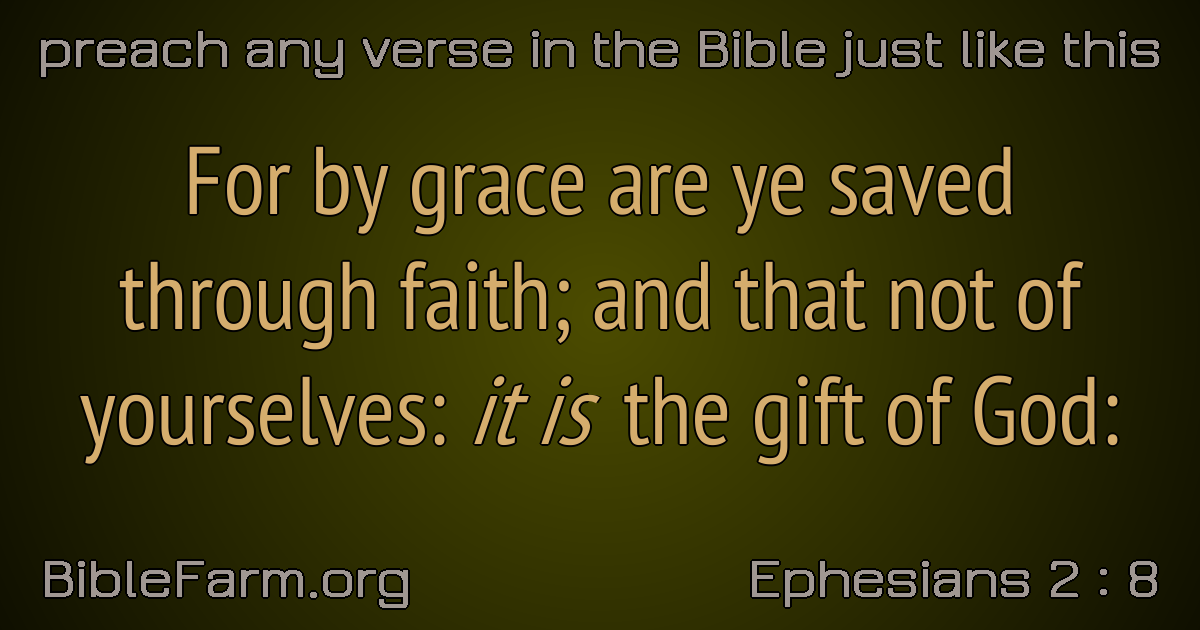 preach any verse in the Bible just like this
For by grace are ye saved
through faith; and that not of
yourselves: it is the gift of God:
BibleFarm.org
Ephesians 2 : 8